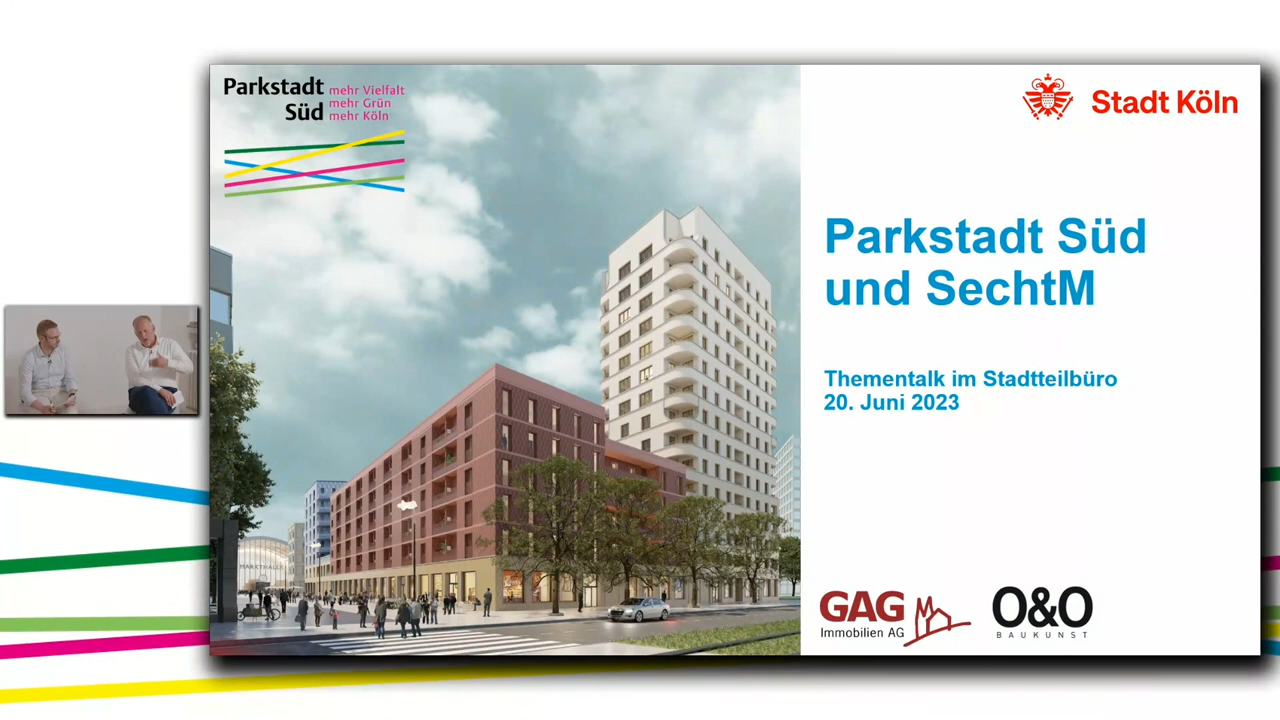 Parkstadt
Süd
mehr Vielfalt
mehr Grün
mehr Köln
Stadt Köln
Parkstadt Süd
und SechtM
Thementalk im Stadtteilbüro
20. Juni 2023
MARKTHALLE
GAG
Immobilien AG
O&O
BAUKUNST